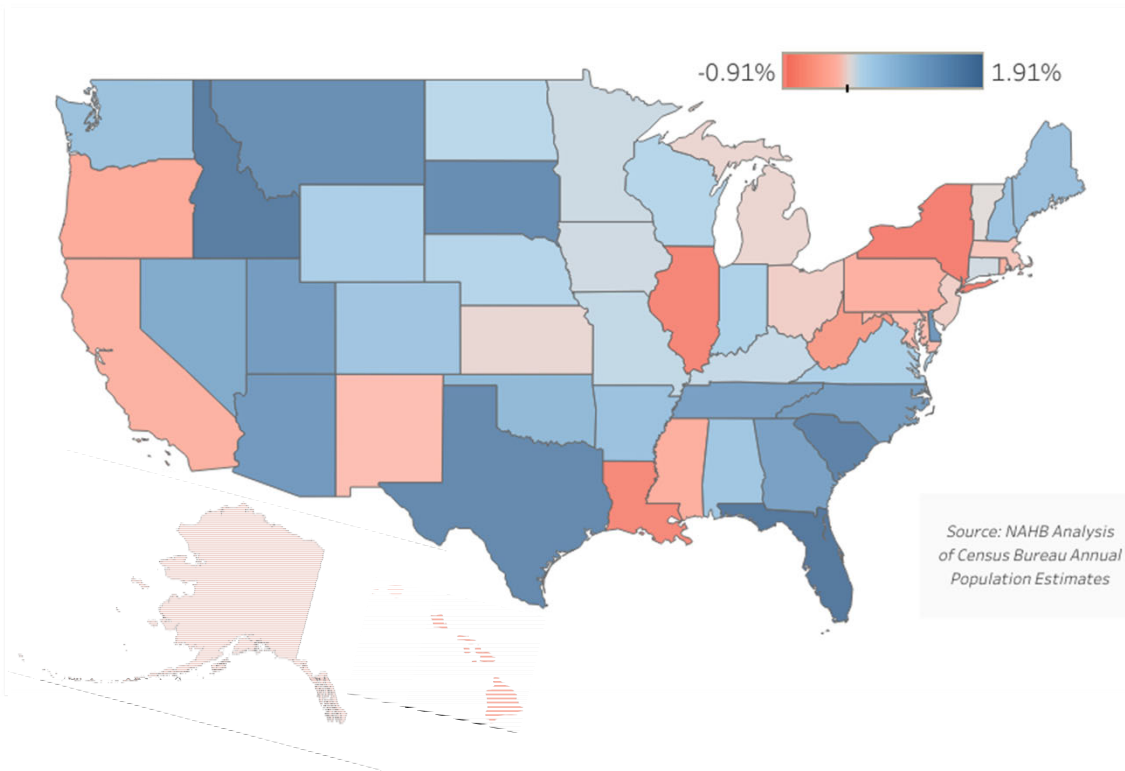 -0.91% 1.91%
Source: NAHB Analysis
of Census Bureau Annual
Population Estimates